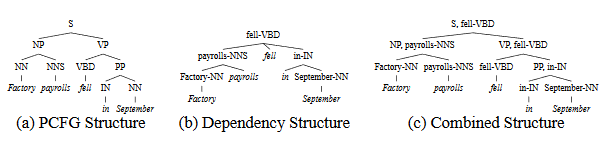 S
NP VP
NN NNS VBD PP
Factory payrolls fell IN NN
in September
(a) PCFG Structure
fell-VBD
payrolls-NNS fell in-IN
Factory-NN payrolls in September-NN
Factory September
(b) Dependency Structure
S, fell-VBD
NP, payrolls-NNS VP, fell-VBD
Factory-NN payrolls-NNS fell-VBD PP, in-IN
Factory payrolls fell in-IN September-NN
in September
(c) Combined Structure